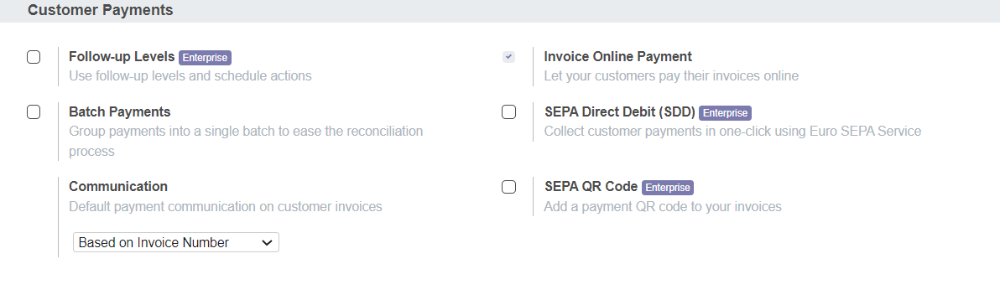 Customer Payments
Follow-up Levels Enterprise
Use follow-up levels and schedule actions
Invoice Online Payment
Let your customers pay their invoices online
Batch Payments
Group payments into a single batch to ease the reconciliation
process
SEPA Direct Debit (SDD) Enterprise
Collect customer payments in one-click using Euro SEPA Service
Communication
Default payment communication on customer invoices
Based on Invoice Number
SEPA QR Code Enterprise
Add a payment QR code to your invoices